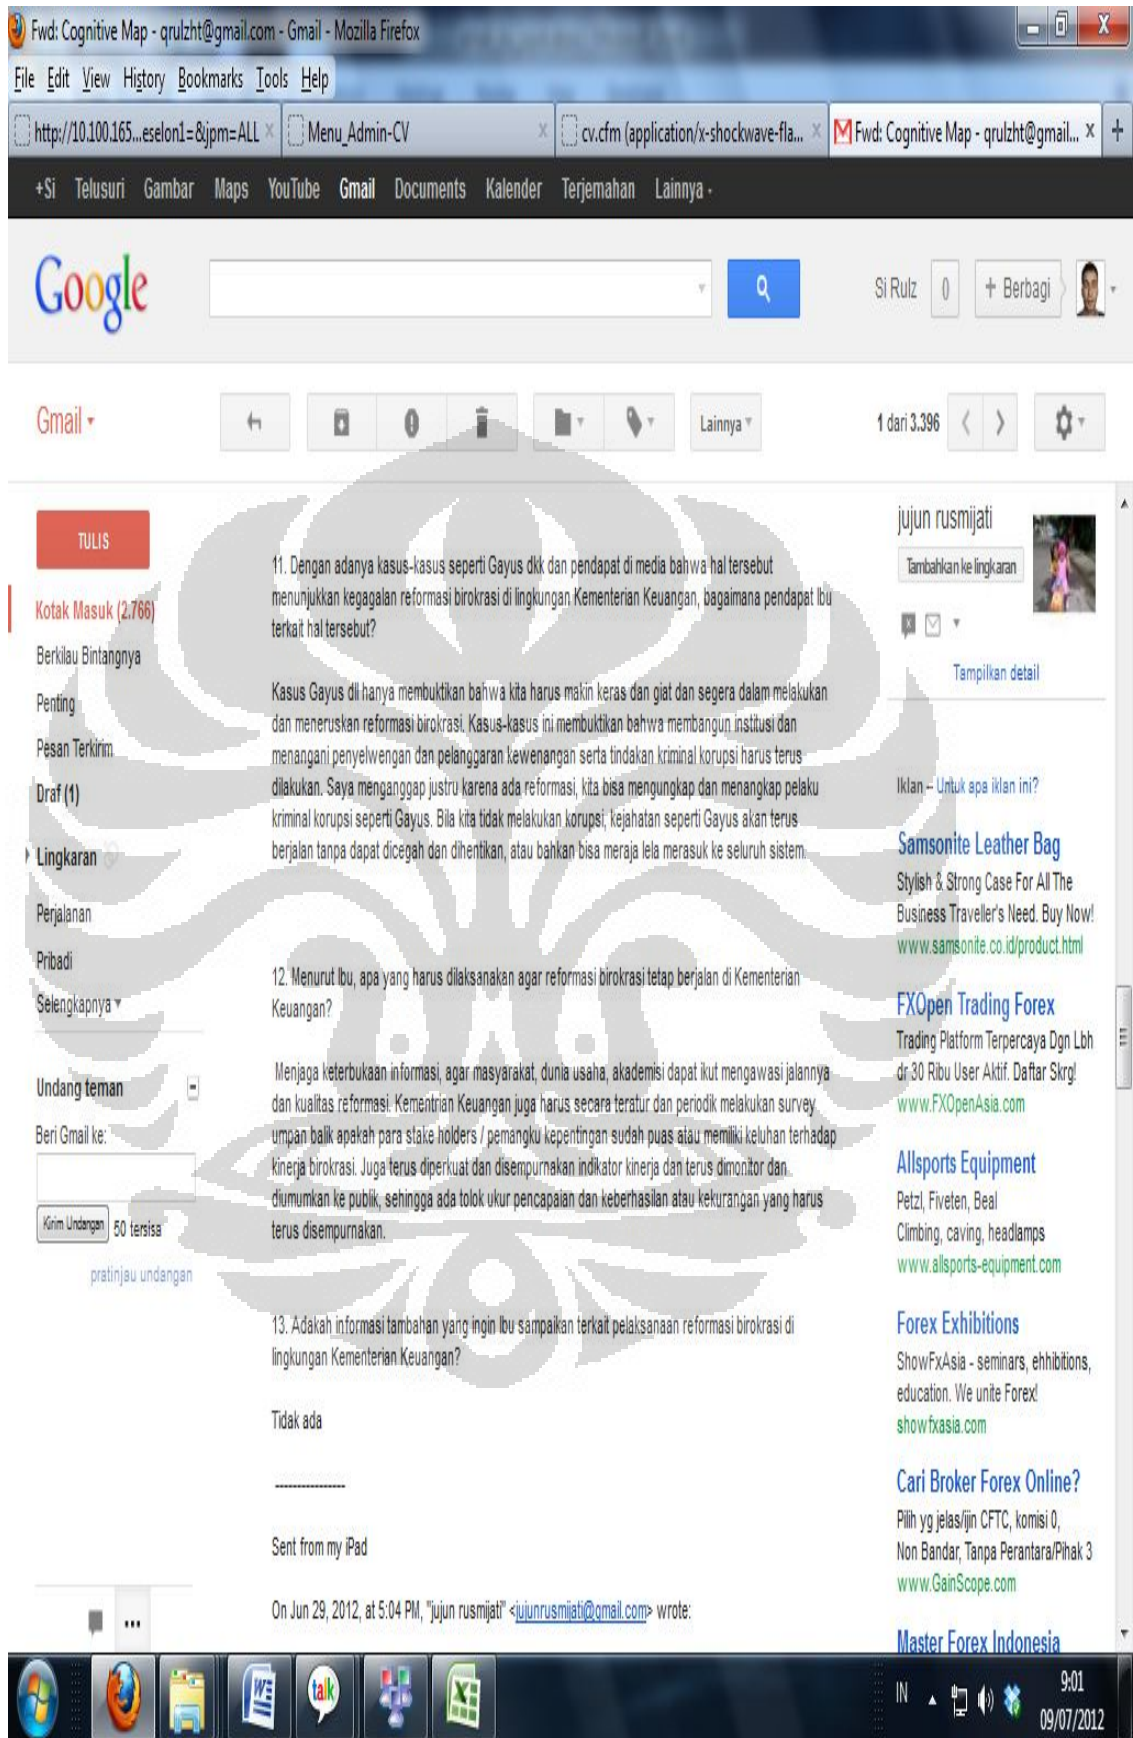 Fwd: Cognitive Map - qrulzht@gmail.com - Gmail - Mozilla Firefox
File Edit View History Bookmarks Tools Help
http://10.100.165...eselon1=&jpm=ALL
Menu_Admin-CV
cv.cfm (application/x-shockwave-fla...
Fwd: Cognitive Map - qrulzht@gmail...
+Si Telusuri Gambar Maps YouTube Gmail Documents Kalender Terjemahan Lainnya
Google
Si Rulz 0 + Berbagi
Gmail
Lainnya
1 dari 3.396
TULIS
Kotak Masuk (2.766)
Berkilau Bintangnya
Penting
Pesan Terkirim
Draf (1)
Lingkaran
Perjalanan
Pribadi
Selengkapnya
Undang teman
Beri Gmail ke:
Kirim Undangan 50 tersisa
pratinjau undangan
11. Dengan adanya kasus-kasus seperti Gayus dkk dan pendapat di media bahwa hal tersebut
menunjukkan kegagalan reformasi birokrasi di lingkungan Kementerian Keuangan, bagaimana pendapat Ibu
terkait hal tersebut?
Kasus Gayus dll hanya membuktikan bahwa kita harus makin keras dan giat dan segera dalam melakukan
dan meneruskan reformasi birokrasi. Kasus-kasus ini membuktikan bahwa membangun institusi dan
menangani penyelwengan dan pelanggaran kewenangan serta tindakan kriminal korupsi harus terus
dilakukan. Saya menganggap justru karena ada reformasi, kita bisa mengungkap dan menangkap pelaku
kriminal korupsi seperti Gayus. Bila kita tidak melakukan korupsi, kejahatan seperti Gayus akan terus
berjalan tanpa dapat dicegah dan dihentikan, atau bahkan bisa meraja lela merasuk ke seluruh sistem.
12. Menurut Ibu, apa yang harus dilaksanakan agar reformasi birokrasi tetap berjalan di Kementerian
Keuangan?
Menjaga keterbukaan informasi, agar masyarakat, dunia usaha, akademisi dapat ikut mengawasi jalannya
dan kualitas reformasi. Kementrian Keuangan juga harus secara teratur dan periodik melakukan survey
umpan balik apakah para stake holders / pemangku kepentingan sudah puas atau memiliki keluhan terhadap
kinerja birokrasi. Juga terus diperkuat dan disempurnakan indikator kinerja dan terus dimonitor dan
diumumkan ke publik, sehingga ada tolok ukur pencapaian dan keberhasilan atau kekurangan yang harus
terus disempurnakan.
13. Adakah informasi tambahan yang ingin Ibu sampaikan terkait pelaksanaan reformasi birokrasi di
lingkungan Kementerian Keuangan?
Tidak ada
----------------
Sent from my iPad
On Jun 29, 2012, at 5:04 PM, "jujun rusmijati" <jujunrusmijati@gmail.com> wrote:
jujun rusmijati
Tambahkan ke lingkaran
Tampilkan detail
Iklan – Untuk apa iklan ini?
Samsonite Leather Bag
Stylish & Strong Case For All The
Business Traveller's Need. Buy Now!
www.samsonite.co.id/product.html
FXOpen Trading Forex
Trading Platform Terpercaya Dgn Lbh
dr 30 Ribu User Aktif. Daftar Skrg!
www.FXOpenAsia.com
Allsports Equipment
Petzl, Fiveten, Beal
Climbing, caving, headlamps
www.allsports-equipment.com
Forex Exhibitions
ShowFxAsia - seminars, ehhibitions,
education. We unite Forex!
showfxasia.com
Cari Broker Forex Online?
Pilih yg jelas/ijin CFTC, komisi 0,
Non Bandar, Tanpa Perantara/Pihak 3
www.GainScope.com
Master Forex Indonesia
talk
IN
9:01
09/07/2012